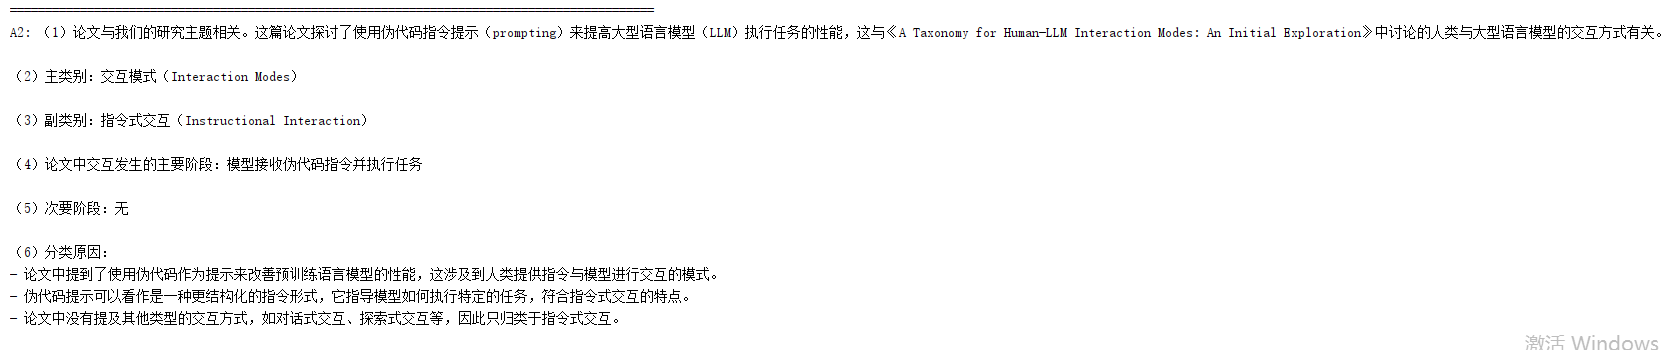 A2: （1）论文与我们的研究主题相关。这篇论文探讨了使用伪代码指令提示（prompting）来提高大型语言模型（LLM）执行任务的性能，这与《A Taxonomy for Human-LLM Interaction Modes: An Initial Exploration》中讨论的人类与大型语言模型的交互方式有关。
（2）主类别：交互模式（Interaction Modes）
（3）副类别：指令式交互（Instructional Interaction）
（4）论文中交互发生的主要阶段：模型接收伪代码指令并执行任务
（5）次要阶段：无
（6）分类原因：
- 论文中提到了使用伪代码作为提示来改善预训练语言模型的性能，这涉及到人类提供指令与模型进行交互的模式。
- 伪代码提示可以看作是一种更结构化的指令形式，它指导模型如何执行特定的任务，符合指令式交互的特点。
- 论文中没有提及其他类型的交互方式，如对话式交互、探索式交互等，因此只归类于指令式交互。
激活 Windows